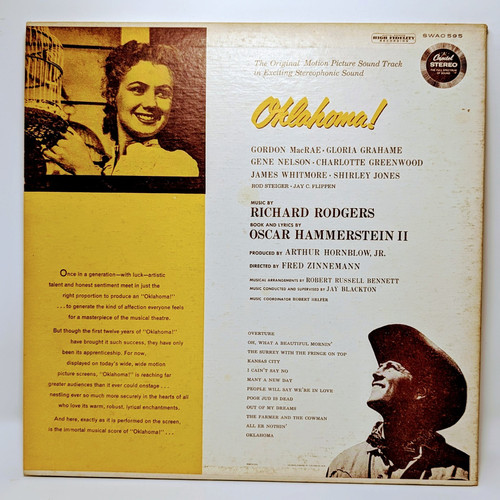 HIGH FIDELITY
RECORDING
SWAO 595
Capitol
STEREO
THE FULL SPECTRUM
OF SOUND
The Original Motion Picture Sound Track
in Exciting Stereophonic Sound
Oklahoma!
GORDON MacRAE · GLORIA GRAHAME
GENE NELSON · CHARLOTTE GREENWOOD
JAMES WHITMORE · SHIRLEY JONES
ROD STEIGER · JAY C. FLIPPEN
MUSIC BY
RICHARD RODGERS
BOOK AND LYRICS BY
OSCAR HAMMERSTEIN II
PRODUCED BY ARTHUR HORNBLOW, JR.
DIRECTED BY FRED ZINNEMANN
MUSICAL ARRANGEMENTS BY ROBERT RUSSELL BENNETT
MUSIC CONDUCTED AND SUPERVISED BY JAY BLACKTON
MUSIC COORDINATOR ROBERT HELFER
Once in a generation—with luck—artistic
talent and honest sentiment meet in just the
right proportion to produce an "Oklahoma!"
. . . to generate the kind of affection everyone feels
for a masterpiece of the musical theatre.
But though the first twelve years of "Oklahoma!"
have brought it such success, they have only
been its apprenticeship. For now,
displayed on today's wide, wide motion
picture screens, "Oklahoma!" is reaching far
greater audiences than it ever could onstage . . .
nestling ever so much more securely in the hearts of all
who love its warm, robust, lyrical enchantments.
And here, exactly as it is performed on the screen,
is the immortal musical score of "Oklahoma!" . . .
OVERTURE
OH, WHAT A BEAUTIFUL MORNIN'
THE SURREY WITH THE FRINGE ON TOP
KANSAS CITY
I CAIN'T SAY NO
MANY A NEW DAY
PEOPLE WILL SAY WE'RE IN LOVE
POOR JUD IS DEAD
OUT OF MY DREAMS
THE FARMER AND THE COWMAN
ALL ER NOTHIN'
OKLAHOMA